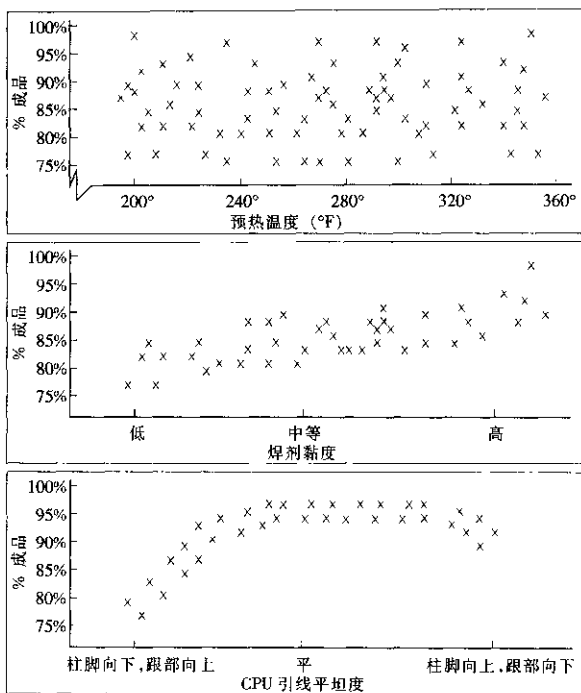 100%
95%
90%
85%
80%
75%
% 成品
200° 240° 280° 320° 360°
预热温度 (°F)
100%
95%
90%
85%
80%
75%
% 成品
低 中等 高
焊剂黏度
100%
95%
90%
85%
80%
75%
% 成品
柱脚向下，跟部向上 平 柱脚向上，跟部向下
CPU 引线平坦度